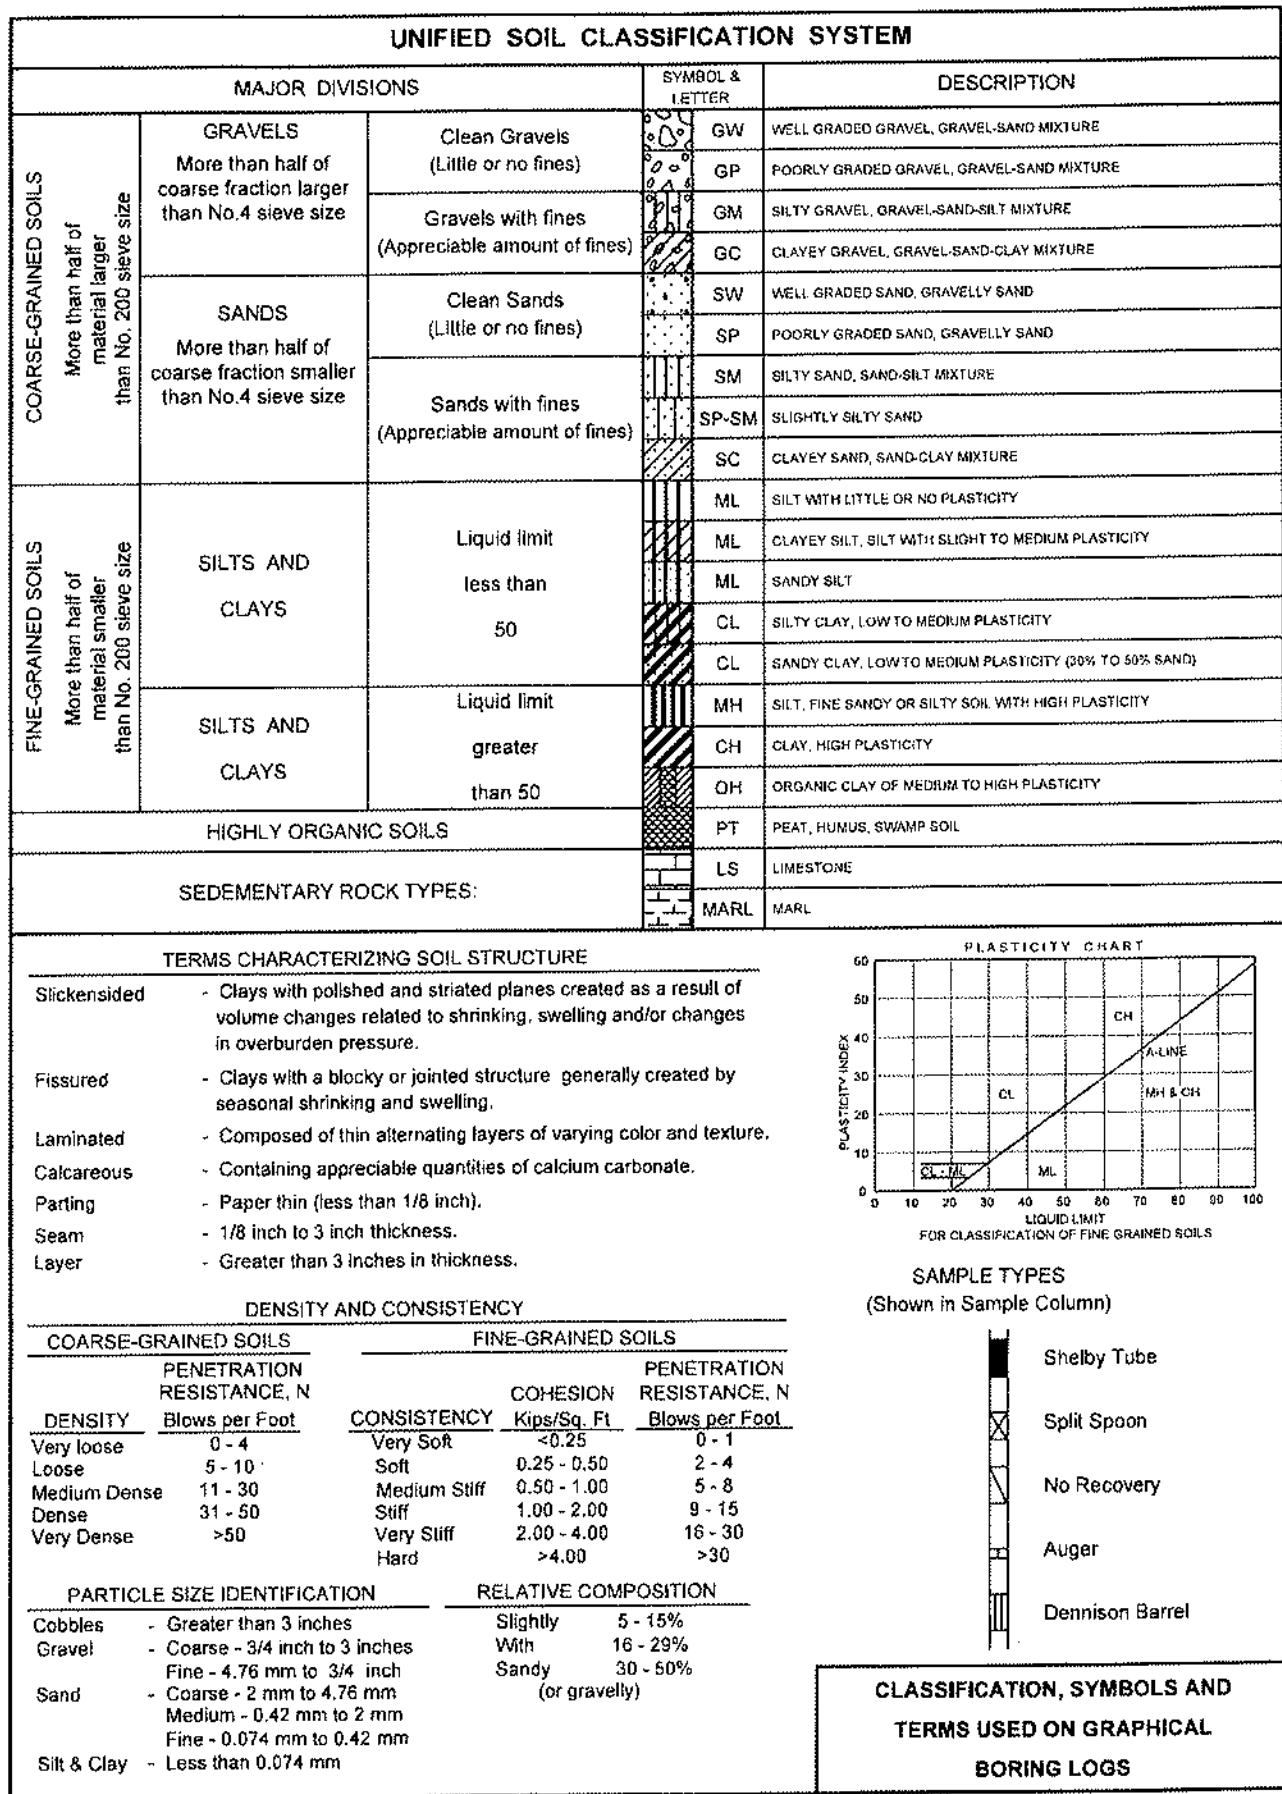 UNIFIED SOIL CLASSIFICATION SYSTEM
MAJOR DIVISIONS
SYMBOL &
LETTER
DESCRIPTION
COARSE-GRAINED SOILS
More than half of
material larger
than No. 200 sieve size
GRAVELS
More than half of
coarse fraction larger
than No.4 sieve size
Clean Gravels
(Little or no fines)
GW WELL GRADED GRAVEL, GRAVEL-SAND MIXTURE
GP POORLY GRADED GRAVEL, GRAVEL-SAND MIXTURE
Gravels with fines
(Appreciable amount of fines)
GM SILTY GRAVEL, GRAVEL-SAND-SILT MIXTURE
GC CLAYEY GRAVEL, GRAVEL-SAND-CLAY MIXTURE
SANDS
More than half of
coarse fraction smaller
than No.4 sieve size
Clean Sands
(Little or no fines)
SW WELL GRADED SAND, GRAVELLY SAND
SP POORLY GRADED SAND, GRAVELLY SAND
Sands with fines
(Appreciable amount of fines)
SM SILTY SAND, SAND-SILT MIXTURE
SP-SM SLIGHTLY SILTY SAND
SC CLAYEY SAND, SAND-CLAY MIXTURE
FINE-GRAINED SOILS
More than half of
material smaller
than No. 200 sieve size
SILTS AND
CLAYS
Liquid limit
less than
50
ML SILT WITH LITTLE OR NO PLASTICITY
ML CLAYEY SILT, SILT WITH SLIGHT TO MEDIUM PLASTICITY
ML SANDY SILT
CL SILTY CLAY, LOW TO MEDIUM PLASTICITY
CL SANDY CLAY, LOW TO MEDIUM PLASTICITY (30% TO 50% SAND)
SILTS AND
CLAYS
Liquid limit
greater
than 50
MH SILT, FINE SANDY OR SILTY SOIL WITH HIGH PLASTICITY
CH CLAY, HIGH PLASTICITY
OH ORGANIC CLAY OF MEDIUM TO HIGH PLASTICITY
HIGHLY ORGANIC SOILS
PT PEAT, HUMUS, SWAMP SOIL
SEDEMENTARY ROCK TYPES:
LS LIMESTONE
MARL MARL
TERMS CHARACTERIZING SOIL STRUCTURE
Slickensided - Clays with polished and striated planes created as a result of
volume changes related to shrinking, swelling and/or changes
in overburden pressure.
Fissured - Clays with a blocky or jointed structure generally created by
seasonal shrinking and swelling.
Laminated - Composed of thin alternating layers of varying color and texture.
Calcareous - Containing appreciable quantities of calcium carbonate.
Parting - Paper thin (less than 1/8 inch).
Seam - 1/8 inch to 3 inch thickness.
Layer - Greater than 3 inches in thickness.
PLASTICITY CHART
PLASTICITY INDEX
60
50
40
30
20
10
0
CH
A-LINE
CL
MH & OH
CL - ML
ML
0 10 20 30 40 50 60 70 80 90 100
LIQUID LIMIT
FOR CLASSIFICATION OF FINE GRAINED SOILS
DENSITY AND CONSISTENCY
COARSE-GRAINED SOILS
PENETRATION
RESISTANCE, N
DENSITY Blows per Foot
Very loose 0 - 4
Loose 5 - 10
Medium Dense 11 - 30
Dense 31 - 50
Very Dense >50
FINE-GRAINED SOILS
PENETRATION
COHESION RESISTANCE, N
CONSISTENCY Kips/Sq. Ft Blows per Foot
Very Soft <0.25 0 - 1
Soft 0.25 - 0.50 2 - 4
Medium Stiff 0.50 - 1.00 5 - 8
Stiff 1.00 - 2.00 9 - 15
Very Stiff 2.00 - 4.00 16 - 30
Hard >4.00 >30
SAMPLE TYPES
(Shown in Sample Column)
Shelby Tube
Split Spoon
No Recovery
Auger
Dennison Barrel
PARTICLE SIZE IDENTIFICATION
Cobbles - Greater than 3 inches
Gravel - Coarse - 3/4 inch to 3 inches
Fine - 4.76 mm to 3/4 inch
Sand - Coarse - 2 mm to 4.76 mm
Medium - 0.42 mm to 2 mm
Fine - 0.074 mm to 0.42 mm
Silt & Clay - Less than 0.074 mm
RELATIVE COMPOSITION
Slightly 5 - 15%
With 16 - 29%
Sandy 30 - 50%
(or gravelly)
CLASSIFICATION, SYMBOLS AND
TERMS USED ON GRAPHICAL
BORING LOGS